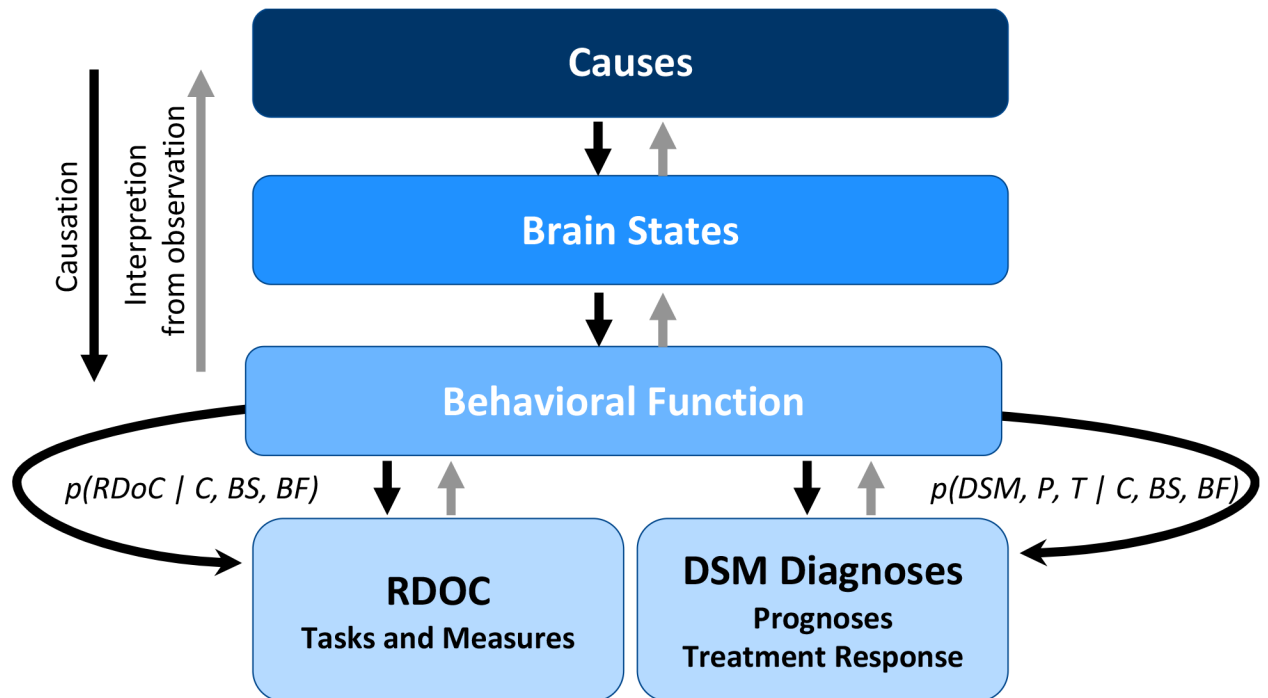 Causes
Causation
Interpretion
from observation
Brain States
Behavioral Function
p(RDoC | C, BS, BF)
p(DSM, P, T | C, BS, BF)
RDOC
Tasks and Measures
DSM Diagnoses
Prognoses
Treatment Response